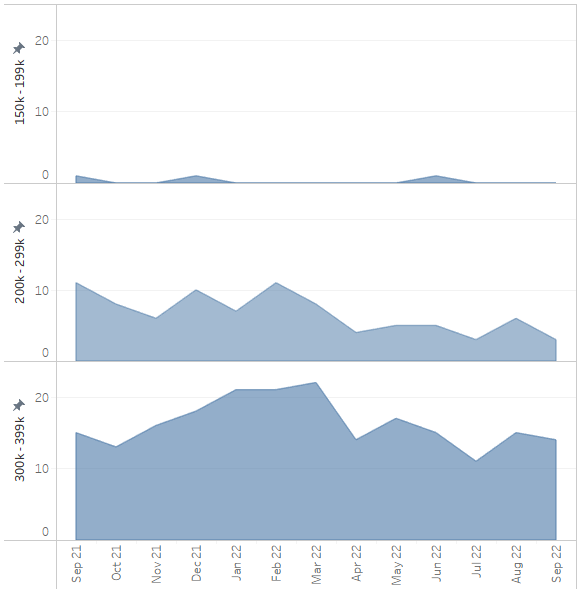 150k - 199k
20
10
0
200k - 299k
20
10
0
300k - 399k
20
10
0
Sep 21
Oct 21
Nov 21
Dec 21
Jan 22
Feb 22
Mar 22
Apr 22
May 22
Jun 22
Jul 22
Aug 22
Sep 22